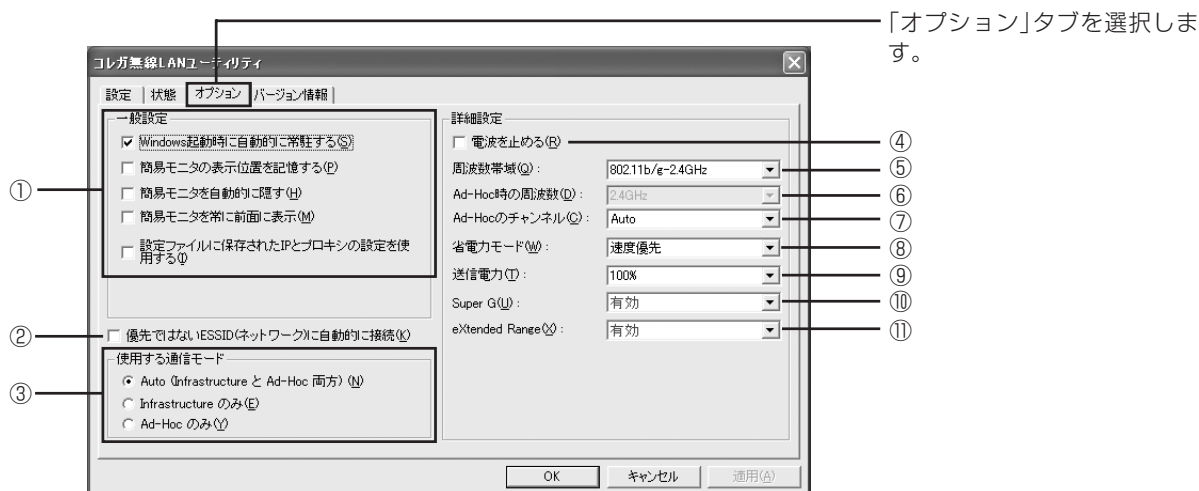 「オプション」タブを選択しま
す。
コレガ無線LANユーティリティ
設定 状態 オプション バージョン情報
一般設定
Windows起動時に自動的に常駐する(S)
簡易モニタの表示位置を記憶する(P)
簡易モニタを自動的に隠す(H)
簡易モニタを常に前面に表示(M)
設定ファイルに保存されたIPとプロキシの設定を使
用する(I)
①
優先ではないESSID(ネットワーク)に自動的に接続(K)
②
使用する通信モード
Auto (Infrastructure と Ad-Hoc 両方) (N)
Infrastructure のみ(E)
Ad-Hoc のみ(Y)
③
詳細設定
電波を止める(R) ④
周波数帯域(Q): 802.11b/g-2.4GHz ⑤
Ad-Hoc時の周波数(D): 2.4GHz ⑥
Ad-Hocのチャンネル(C): Auto ⑦
省電力モード(W): 速度優先 ⑧
送信電力(T): 100% ⑨
Super G(U): 有効 ⑩
eXtended Range(X): 有効 ⑪
OK キャンセル 適用(A)